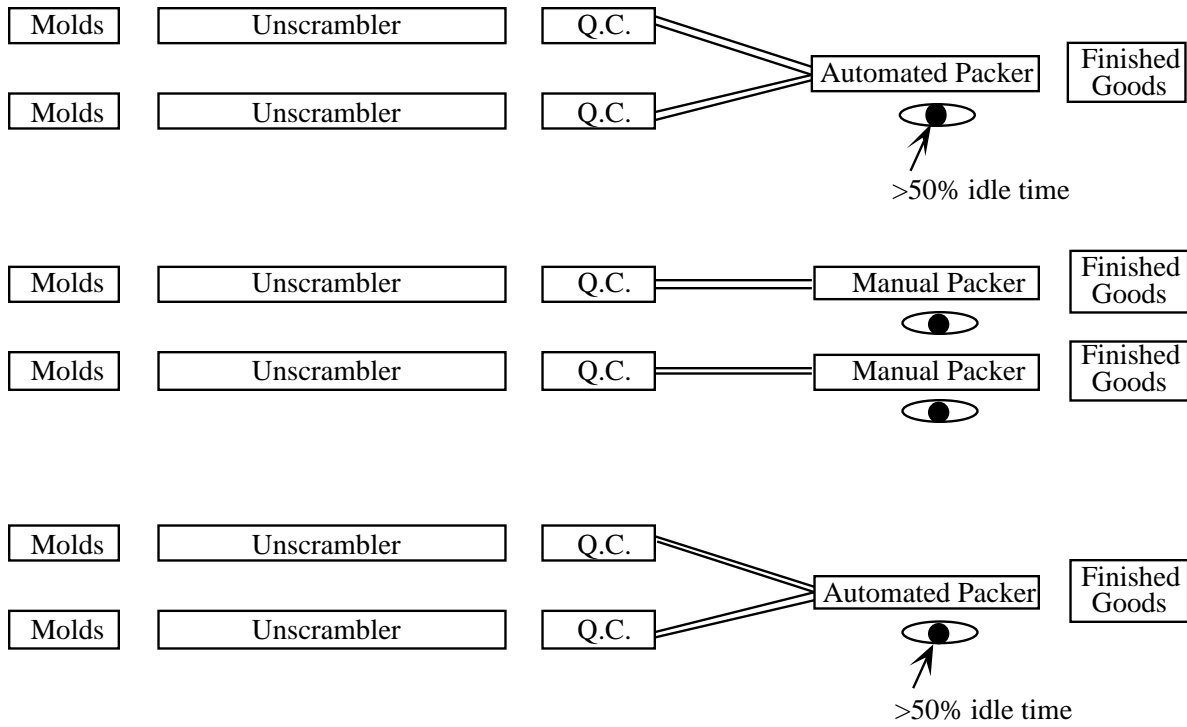 Molds Unscrambler Q.C.
Automated Packer
Finished
Goods
Molds Unscrambler Q.C.
>50% idle time
Molds Unscrambler Q.C. Manual Packer
Finished
Goods
Molds Unscrambler Q.C. Manual Packer
Finished
Goods
Molds Unscrambler Q.C.
Automated Packer
Finished
Goods
Molds Unscrambler Q.C.
>50% idle time